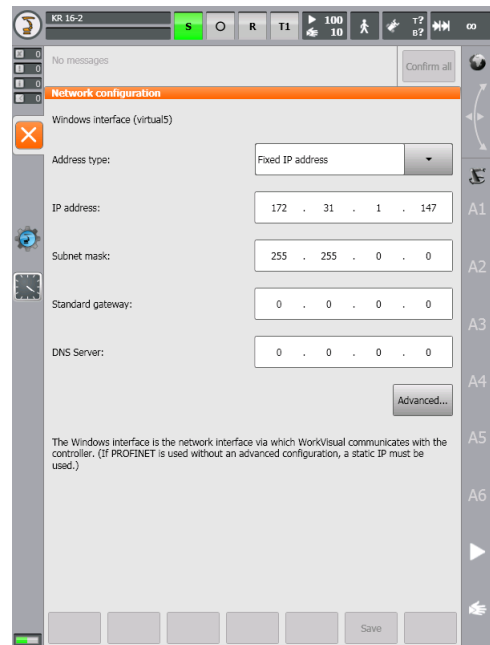 KR 16-2
S
O
R
T1
100
10
T?
B?
∞
0
0
0
0
No messages
Confirm all
Network configuration
Windows interface (virtual5)
Address type:
Fixed IP address
IP address:
172 . 31 . 1 . 147
Subnet mask:
255 . 255 . 0 . 0
Standard gateway:
0 . 0 . 0 . 0
DNS Server:
0 . 0 . 0 . 0
Advanced...
The Windows interface is the network interface via which WorkVisual communicates with the
controller. (If PROFINET is used without an advanced configuration, a static IP must be
used.)
A1
A2
A3
A4
A5
A6
Save